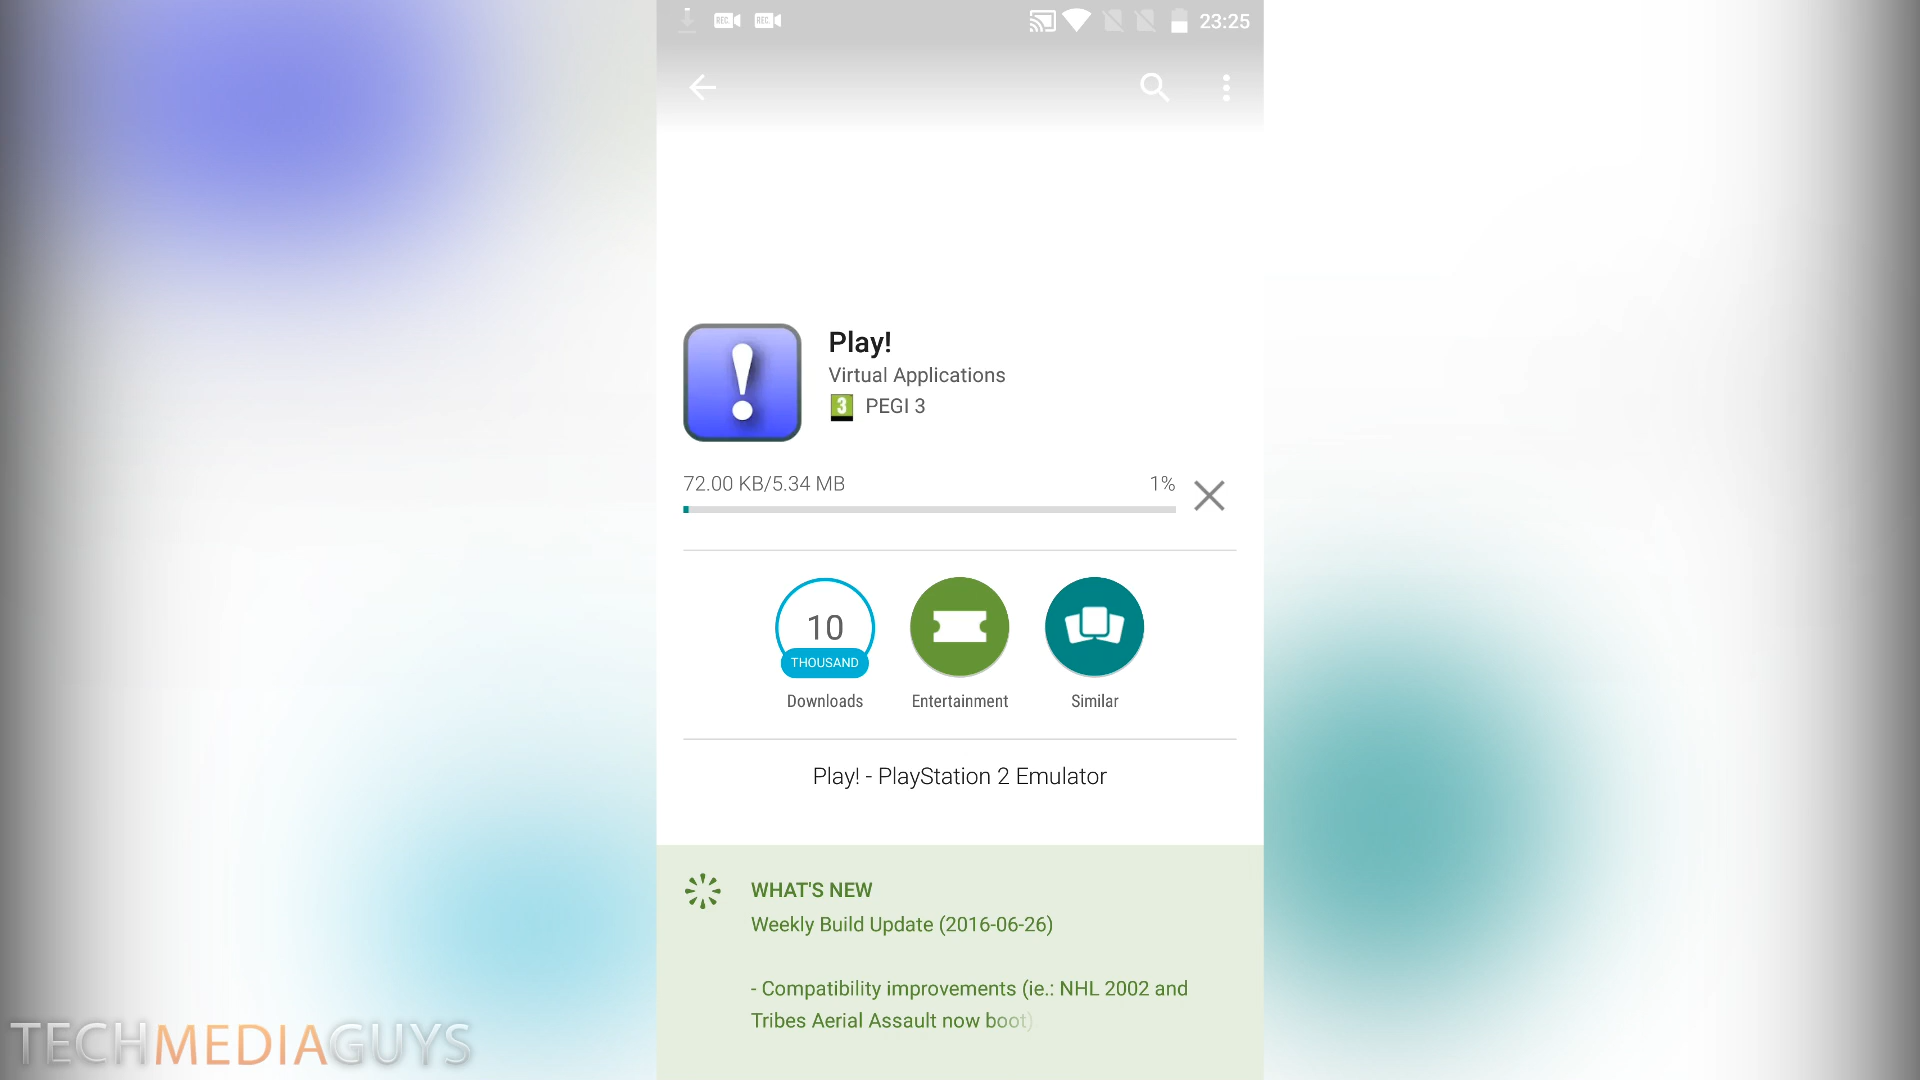 REC. REC. 23:25
Play!
Virtual Applications
3 PEGI 3
72.00 KB/5.34 MB 1%
10
THOUSAND
Downloads Entertainment Similar
Play! - PlayStation 2 Emulator
WHAT'S NEW
Weekly Build Update (2016-06-26)
- Compatibility improvements (ie.: NHL 2002 and
Tribes Aerial Assault now boot)
TECHMEDIAGUYS